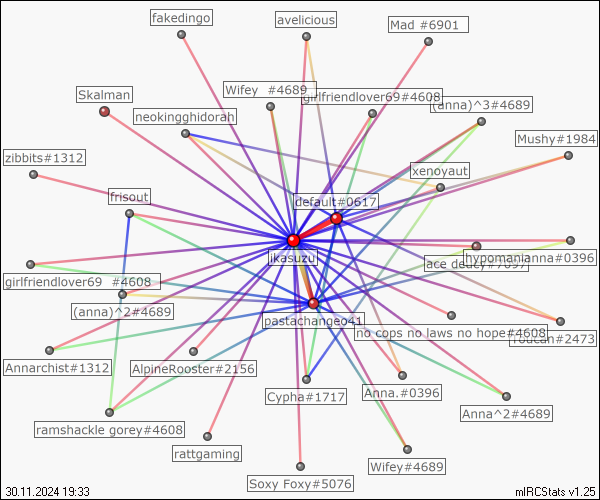 fakedingo
avelicious
Mad #6901
Skalman
Wifey #4689
girlfriendlover69#4608
(anna)^3#4689
neokingghidorah
Mushy#1984
zibbits#1312
xenoyaut
frisout
default#0617
ikasuzu
ace deucy#7097
hypomanianna#0396
girlfriendlover69 #4608
(anna)^2#4689
pastachangeo41
no cops no laws no hope#4608
Toucan#2473
Annarchist#1312
AlpineRooster#2156
Cypha#1717
Anna.#0396
Anna^2#4689
ramshackle gorey#4608
rattgaming
Wifey#4689
Soxy Foxy#5076
30.11.2024 19:33
mIRCStats v1.25